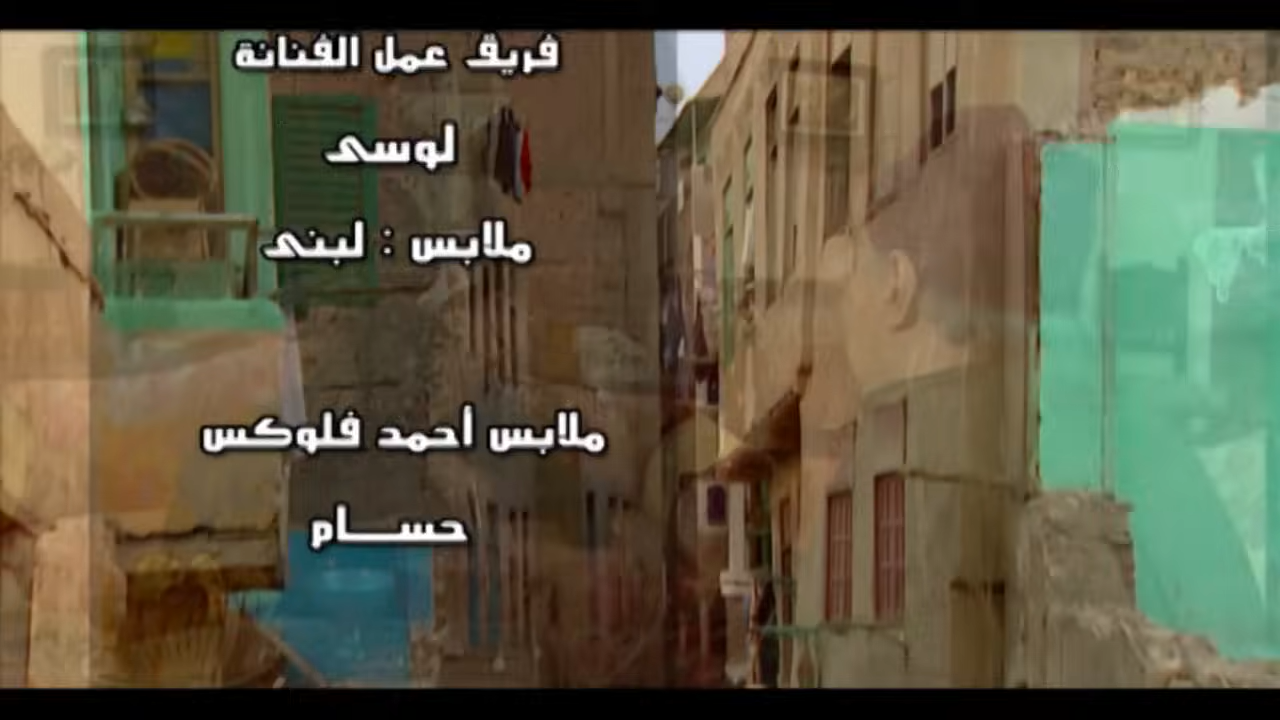 فريق عمل الفنانة
لوسى
ملابس : لبنى
ملابس أحمد فلوكس
حســـام